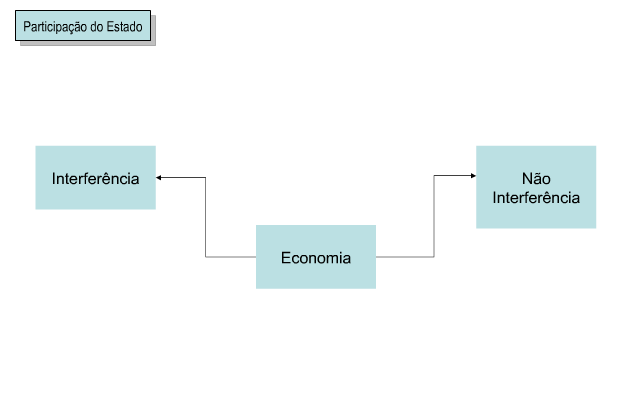 Participação do Estado
Interferência
Não
Interferência
Economia